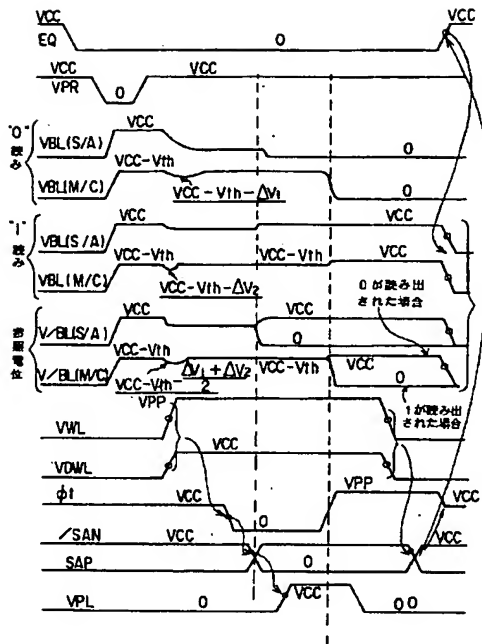 VCC VCC
EQ 0
VCC VCC
VPR 0
"0" 読み
VCC
VBL(S/A) 0
VCC-Vth
VBL(M/C) VCC-Vth-ΔV1 0
"1" 読み
VCC VCC
VBL(S/A)
VCC-Vth VCC-Vth VCC
VBL(M/C) VCC-Vth-ΔV2
0が読み出
された場合
VCC VCC
V/BL(S/A) 0
VCC-Vth VCC-Vth VCC
V/BL(M/C) VCC-Vth-(ΔV1+ΔV2)/2 0
1が読み出
された場合
VPP
VWL
VCC
VDWL
VPP
φt VCC 0 VCC
/SAN VCC VCC
SAP 0
VPL 0 VCC 0 0